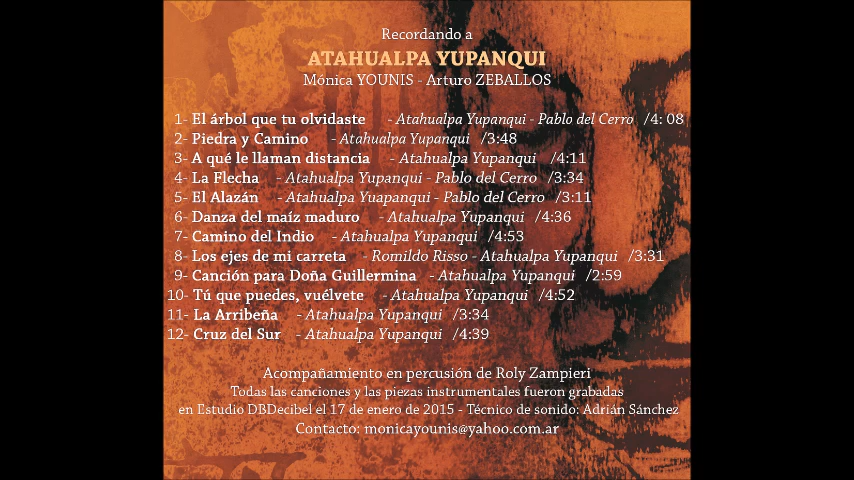 Recordando a
ATAHUALPA YUPANQUI
Mónica YOUNIS - Arturo ZEBALLOS
1- El árbol que tu olvidaste - Atahualpa Yupanqui - Pablo del Cerro /4: 08
2- Piedra y Camino - Atahualpa Yupanqui /3:48
3- A qué le llaman distancia - Atahualpa Yupanqui /4:11
4- La Flecha - Atahualpa Yupanqui - Pablo del Cerro /3:34
5- El Alazán - Ataahulpa Yuapanqui - Pablo del Cerro /3:11
6- Danza del maíz maduro - Atahualpa Yupanqui /4:36
7- Camino del Indio - Atahualpa Yupanqui /4:53
8- Los ejes de mi carreta - Romildo Risso - Atahualpa Yupanqui /3:31
9- Canción para Doña Guillermina - Atahualpa Yupanqui /2:59
10- Tú que puedes, vuélvete - Atahualpa Yupanqui /4:52
11- La Arribeña - Atahualpa Yupanqui /3:34
12- Cruz del Sur - Atahualpa Yupanqui /4:39
Acompañamiento en percusión de Roly Zampieri
Todas las canciones y las piezas instrumentales fueron grabadas
en Estudio DBDecibel el 17 de enero de 2015 - Técnico de sonido: Adrián Sánchez
Contacto: monicayounis@yahoo.com.ar